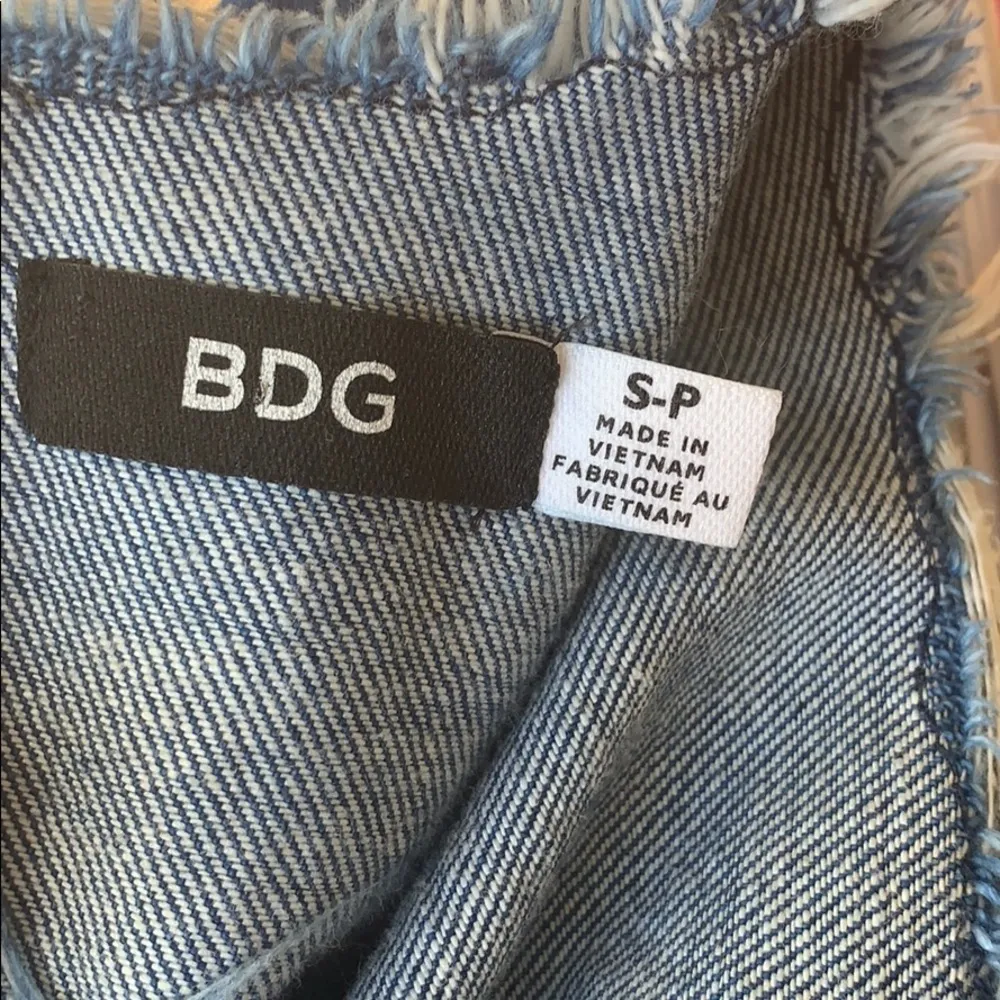 BDG
S-P
MADE IN
VIETNAM
FABRIQUÉ AU
VIETNAM